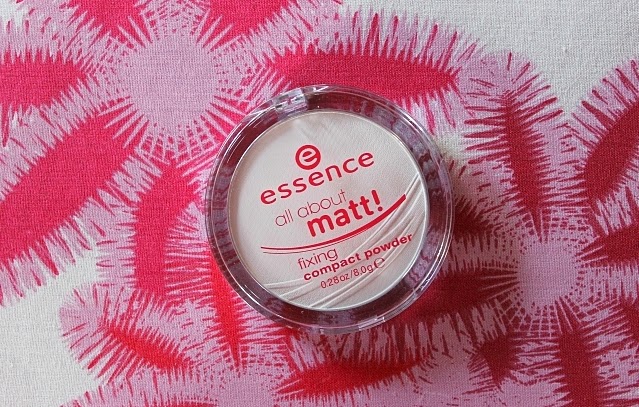 e
essence
all about
matt!
fixing
compact powder
0.28oz/8.0g e